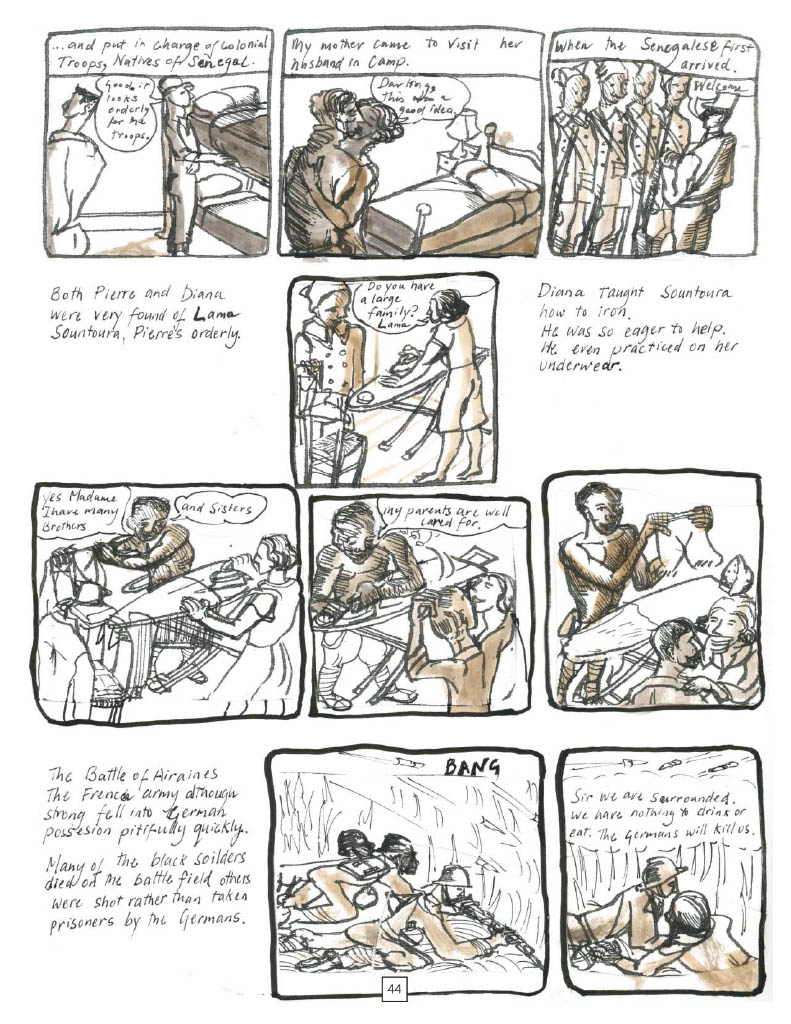 ...and put in charge of Colonial
Troops, Natives of Senegal.
Good, it
looks
orderly
for the
troops.
My mother came to visit her
husband in Camp.
Darling,
this was a
good idea.
When the Senegalese first
arrived.
Welcome
Both Pierre and Diana
were very found of Lama
Sountoura, Pierre's orderly.
Do you have
a large
family?
Lama
Diana Taught Sountoura
how to iron.
He was so eager to help.
He even practiced on her
underwear.
yes Madame
I have many
Brothers
and Sisters
my parents are well
cared for.
The Battle of Airaines
The French army although
strong fell into German
possesion pitifully quickly.
Many of the black soilders
died on the battle field others
were shot rather than taken
prisoners by the Germans.
BANG
Sir we are surrounded.
we have nothing to drink or
eat. The Germans will kill us.
44